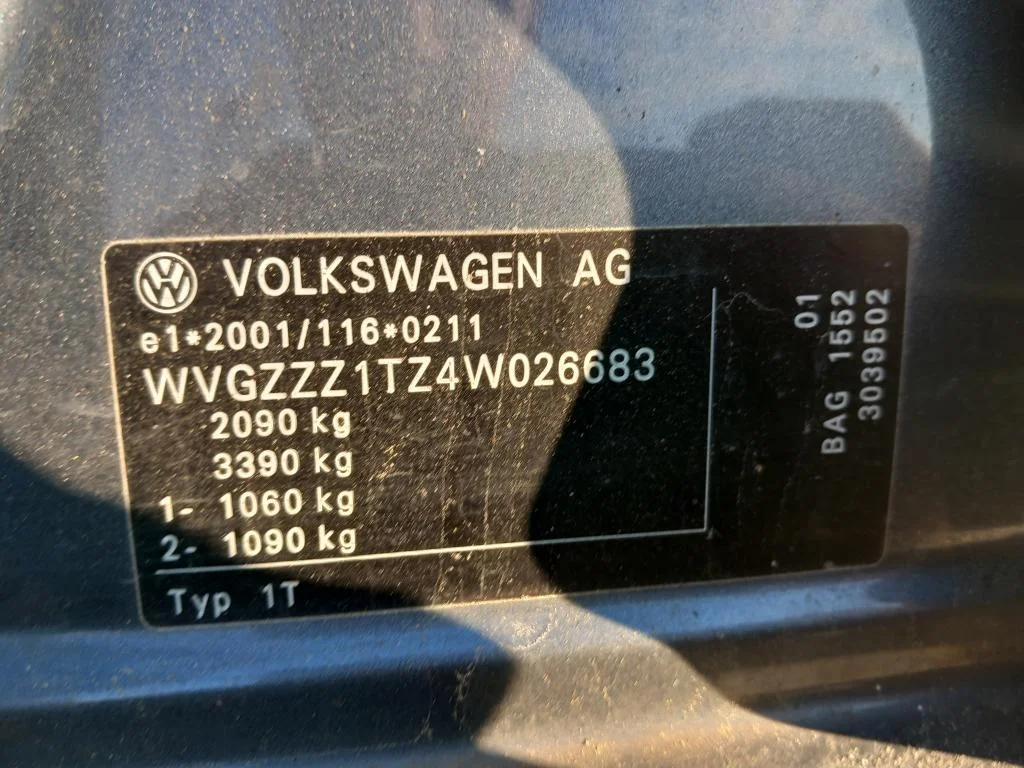 VOLKSWAGEN AG
e1*2001/116*0211
WVGZZZ1TZ4W026683
2090 kg
3390 kg
1- 1060 kg
2- 1090 kg
Typ 1T
01
BAG 1552
3039502